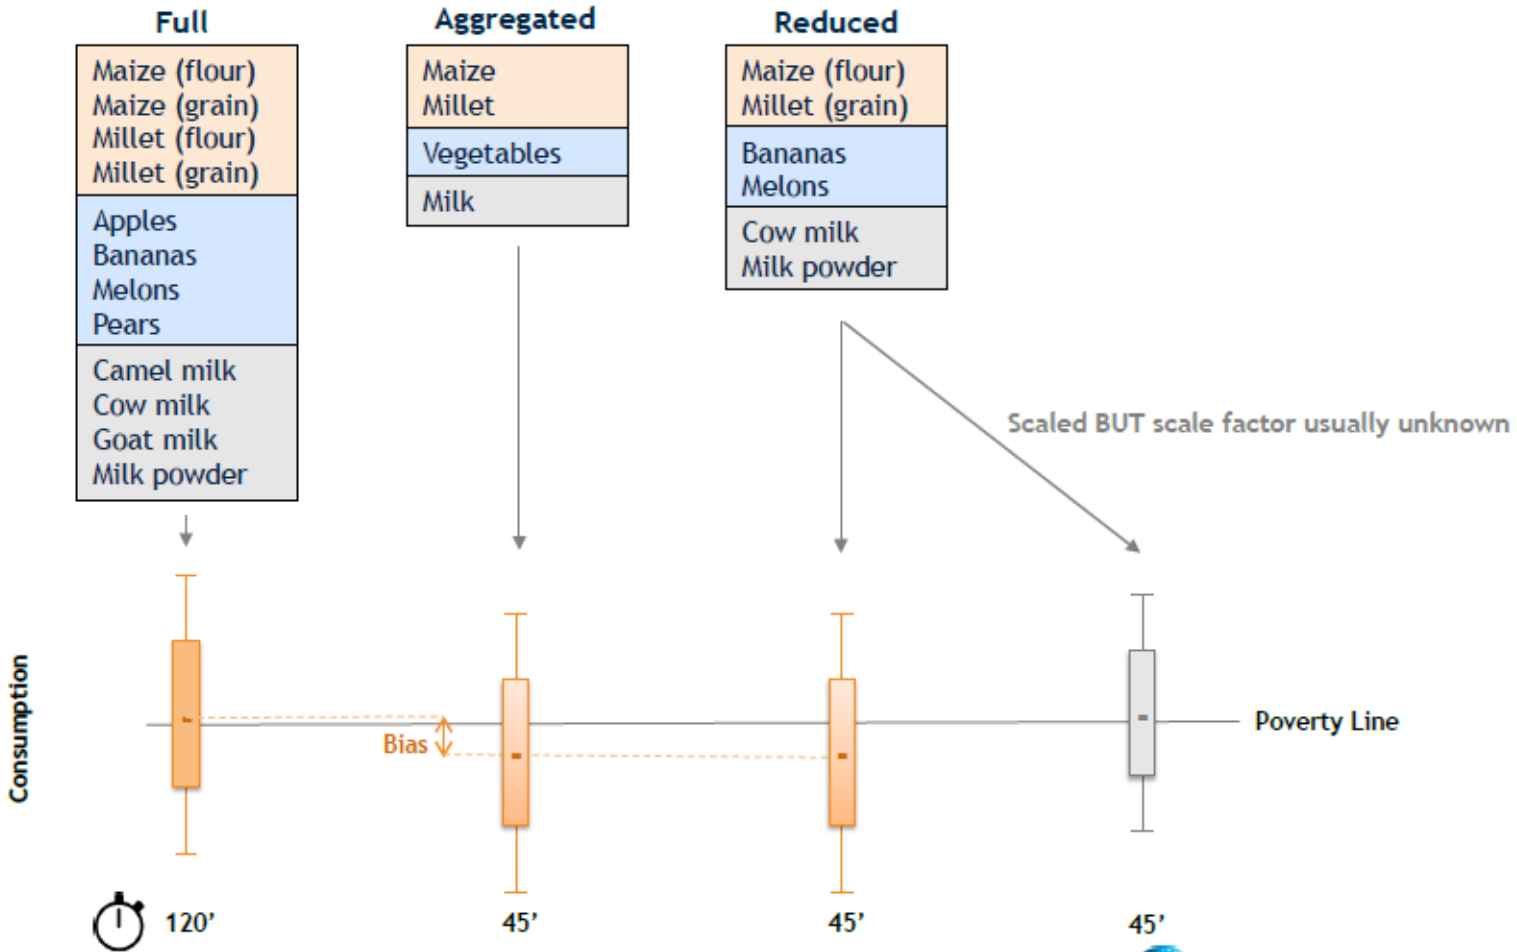 Full
Maize (flour)
Maize (grain)
Millet (flour)
Millet (grain)
Apples
Bananas
Melons
Pears
Camel milk
Cow milk
Goat milk
Milk powder
Aggregated
Maize
Millet
Vegetables
Milk
Reduced
Maize (flour)
Millet (grain)
Bananas
Melons
Cow milk
Milk powder
Scaled BUT scale factor usually unknown
Consumption
Bias
Poverty Line
120’
45’
45’
45’